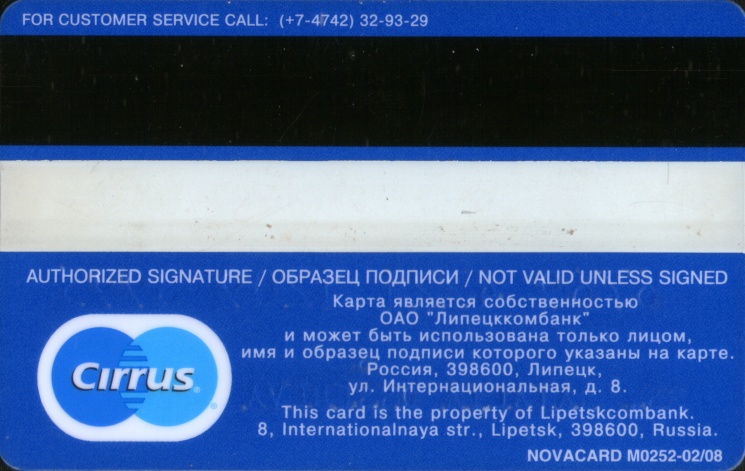 FOR CUSTOMER SERVICE CALL: (+7-4742) 32-93-29
AUTHORIZED SIGNATURE / ОБРАЗЕЦ ПОДПИСИ / NOT VALID UNLESS SIGNED
Карта является собственностью
ОАО "Липецккомбанк"
и может быть использована только лицом,
имя и образец подписи которого указаны на карте.
Россия, 398600, Липецк,
ул. Интернациональная, д. 8.
Cirrus®
This card is the property of Lipetskcombank.
8, Internationalnaya str., Lipetsk, 398600, Russia.
NOVACARD M0252-02/08